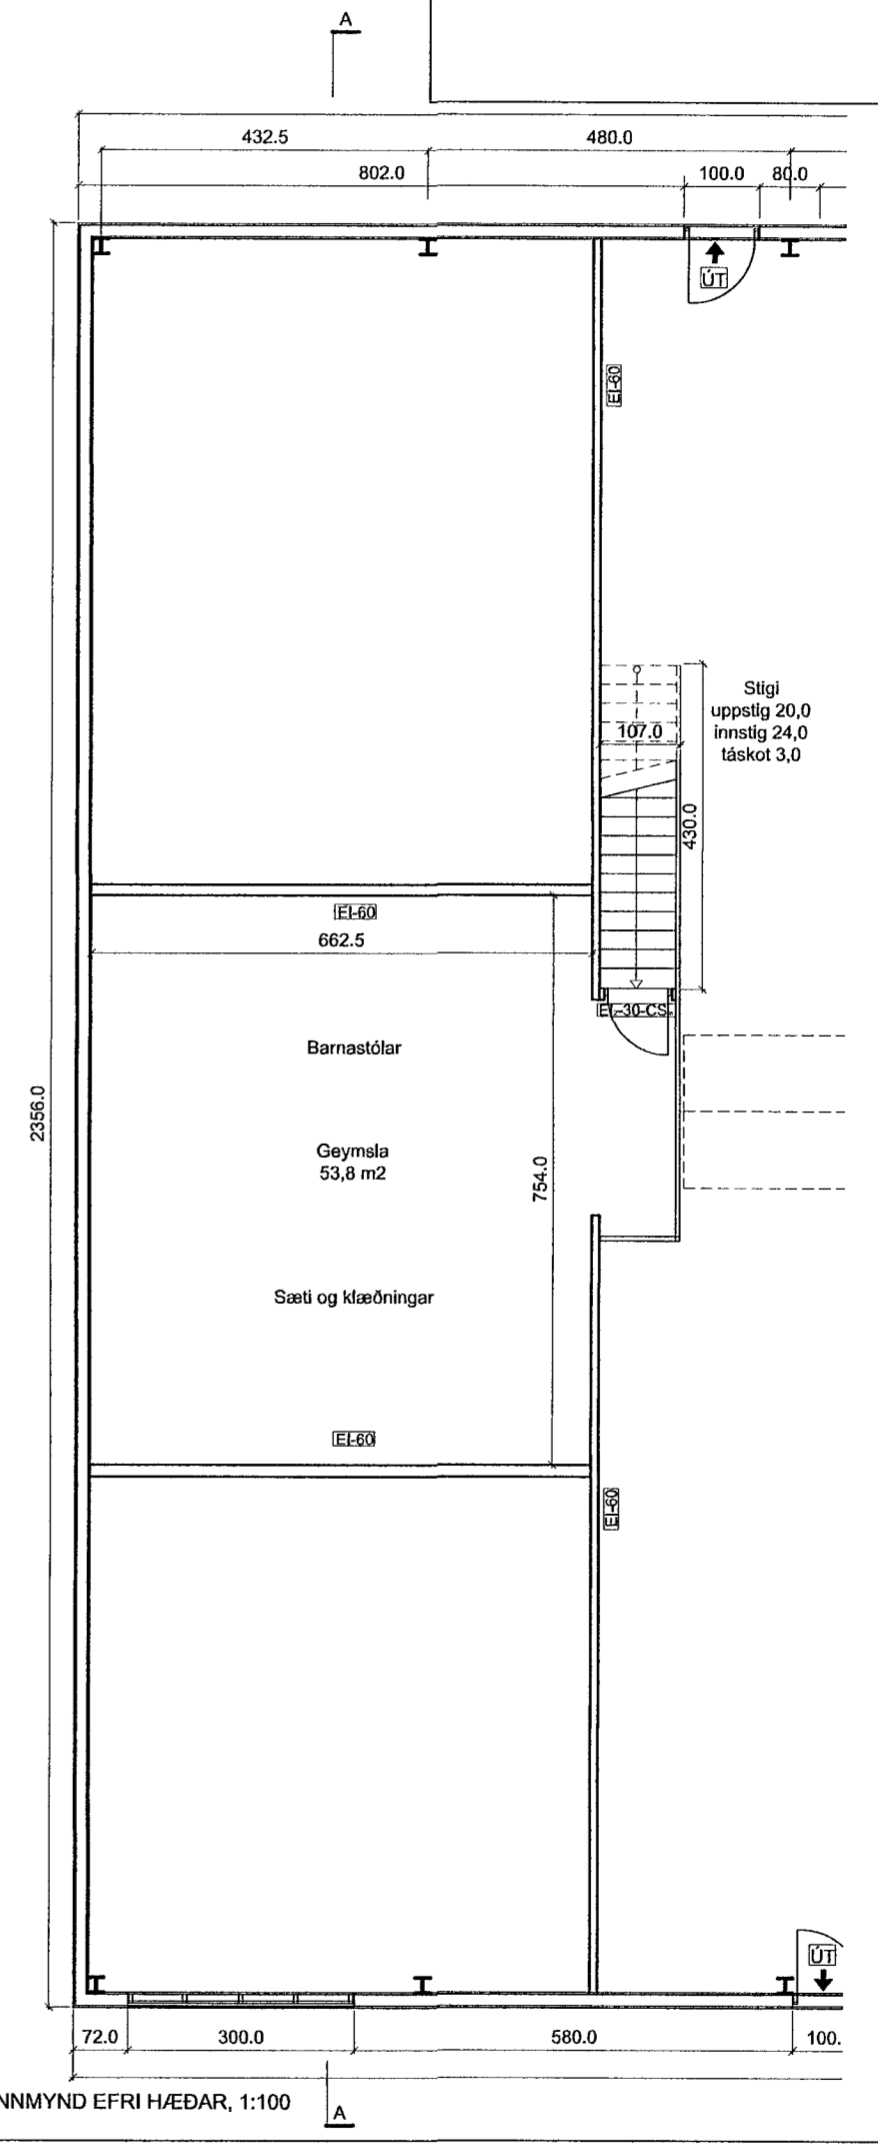 A
432.5 480.0
802.0 100.0 80.0
ÚT
EI-60
Stigi
uppstig 20,0
innstig 24,0
táskot 3,0
107.0
430.0
EI-60
662.5
EI₂-30-CSₘ
Barnastólar
2356.0
Geymsla
53,8 m2
754.0
Sæti og klæðningar
EI-60
EI-60
ÚT
72.0 300.0 580.0 100.
NNMYND EFRI HÆÐAR, 1:100
A